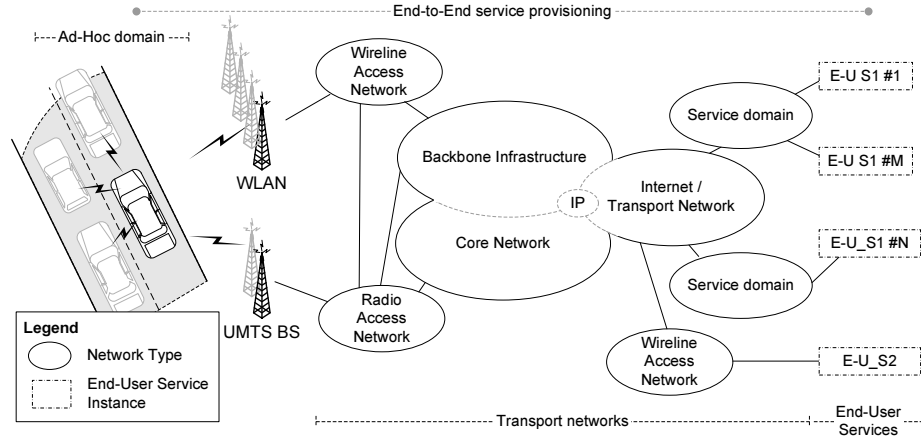 End-to-End service provisioning
Ad-Hoc domain
Wireline
Access
Network
E-U S1 #1
Service domain
Backbone Infrastructure
E-U S1 #M
WLAN
IP
Internet /
Transport Network
Core Network
E-U_S1 #N
Service domain
Radio
Access
Network
UMTS BS
Legend
Network Type
End-User Service
Instance
Wireline
Access
Network
E-U_S2
Transport networks
End-User
Services